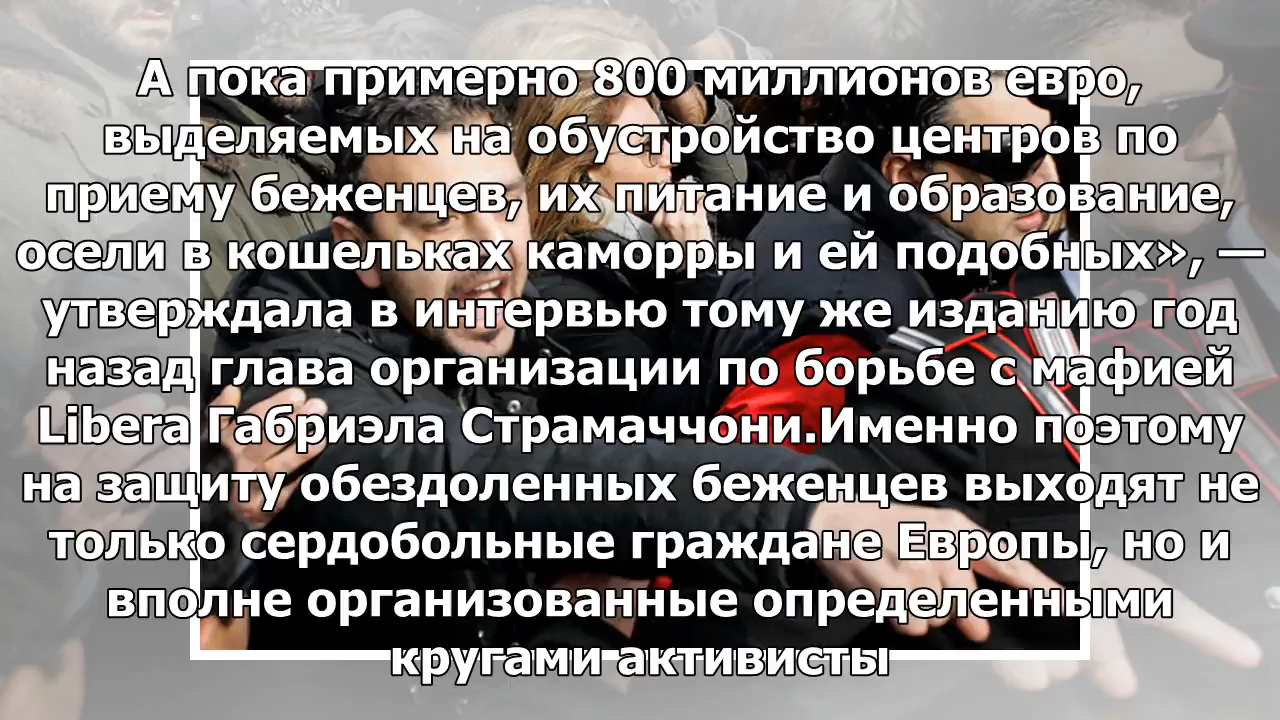 А пока примерно 800 миллионов евро,
выделяемых на обустройство центров по
приему беженцев, их питание и образование,
осели в кошельках каморры и ей подобных», —
утверждала в интервью тому же изданию год
назад глава организации по борьбе с мафией
Libera Габриэла Страмаччони.Именно поэтому
на защиту обездоленных беженцев выходят не
только сердобольные граждане Европы, но и
вполне организованные определенными
кругами активисты